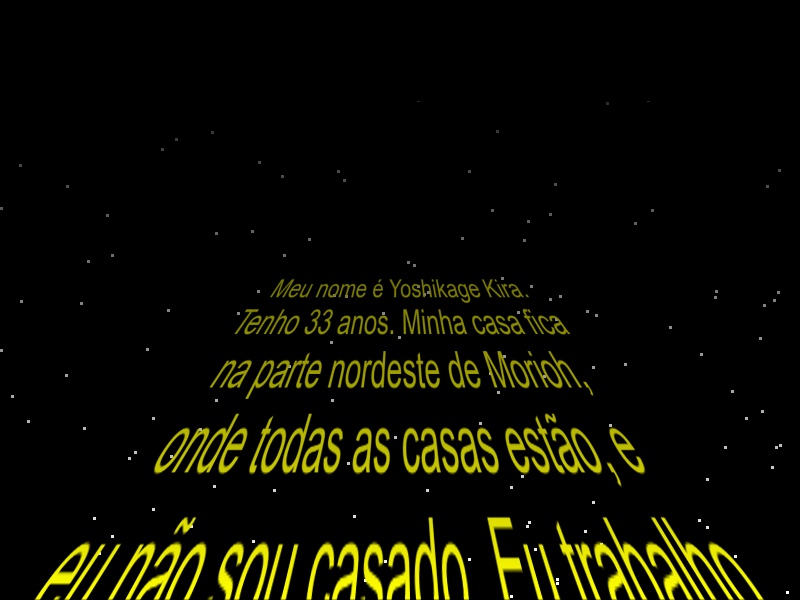 Meu nome é Yoshikage Kira.
Tenho 33 anos. Minha casa fica
na parte nordeste de Morioh,
onde todas as casas estão, e
eu não sou casado. Eu trabalho